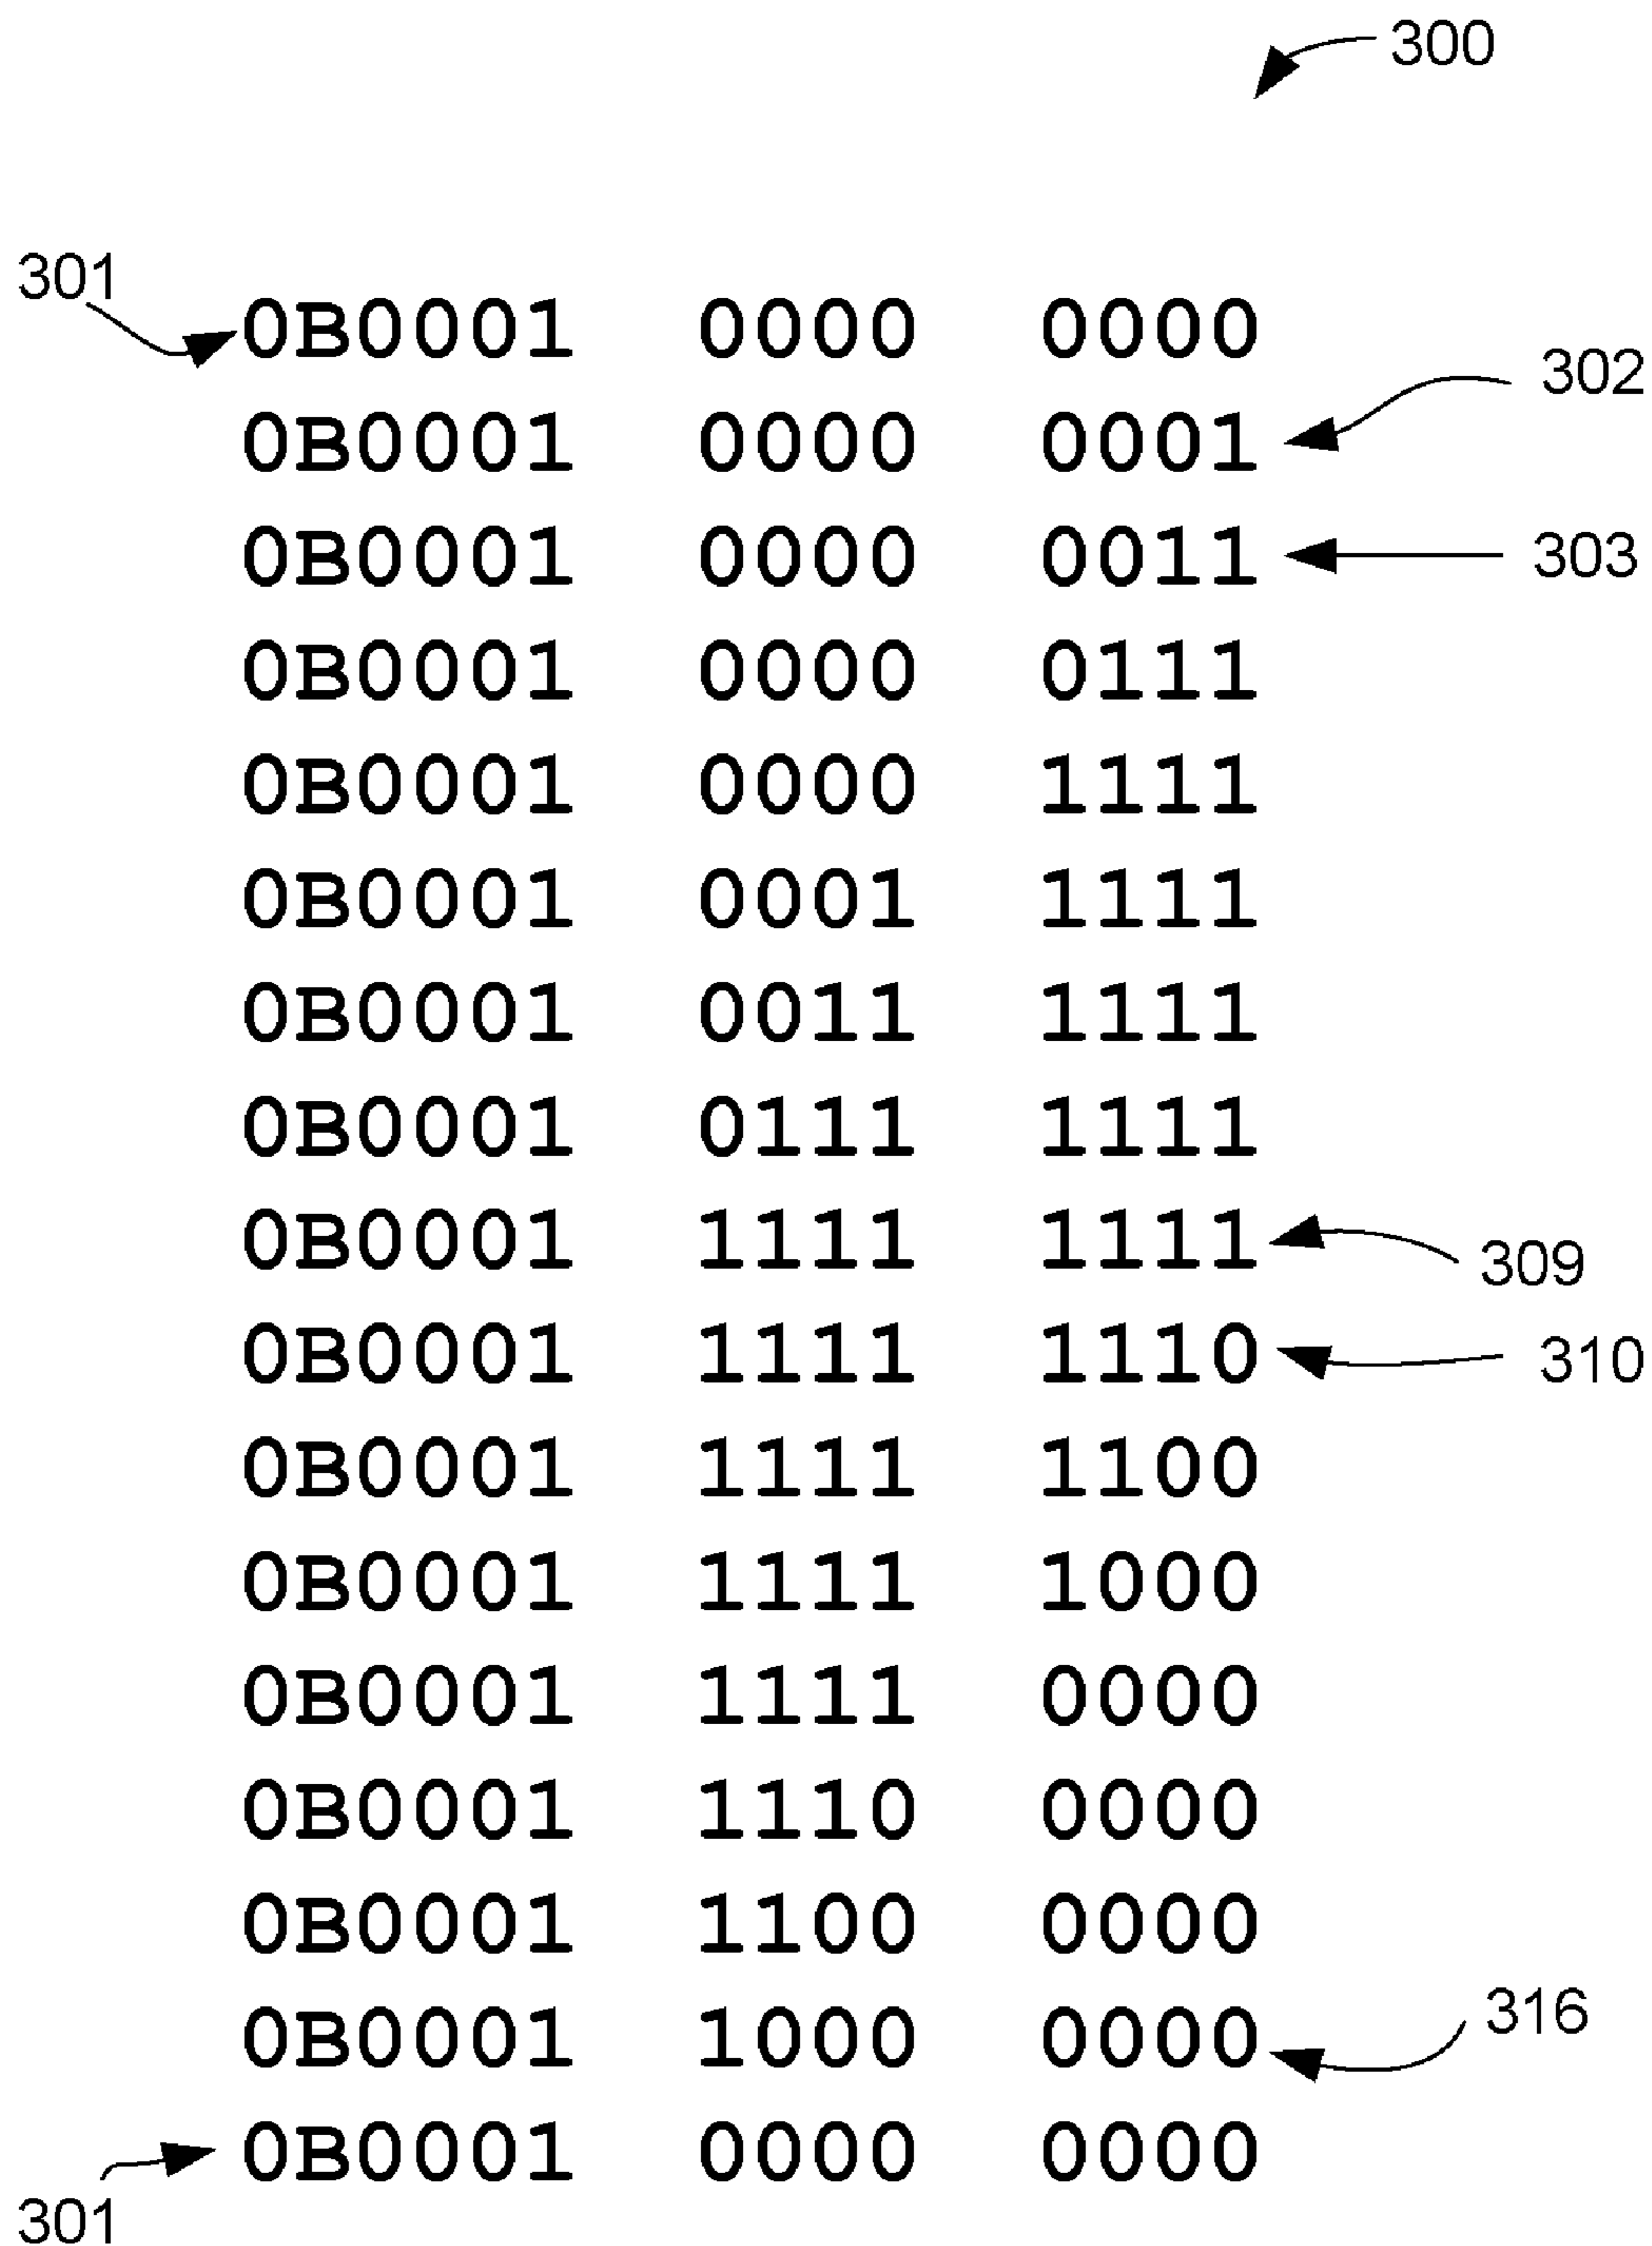 300
301
0B0001 0000 0000
302
0B0001 0000 0001
0B0001 0000 0011 303
0B0001 0000 0111
0B0001 0000 1111
0B0001 0001 1111
0B0001 0011 1111
0B0001 0111 1111
0B0001 1111 1111
309
0B0001 1111 1110 310
0B0001 1111 1100
0B0001 1111 1000
0B0001 1111 0000
0B0001 1110 0000
0B0001 1100 0000
316
0B0001 1000 0000
0B0001 0000 0000
301